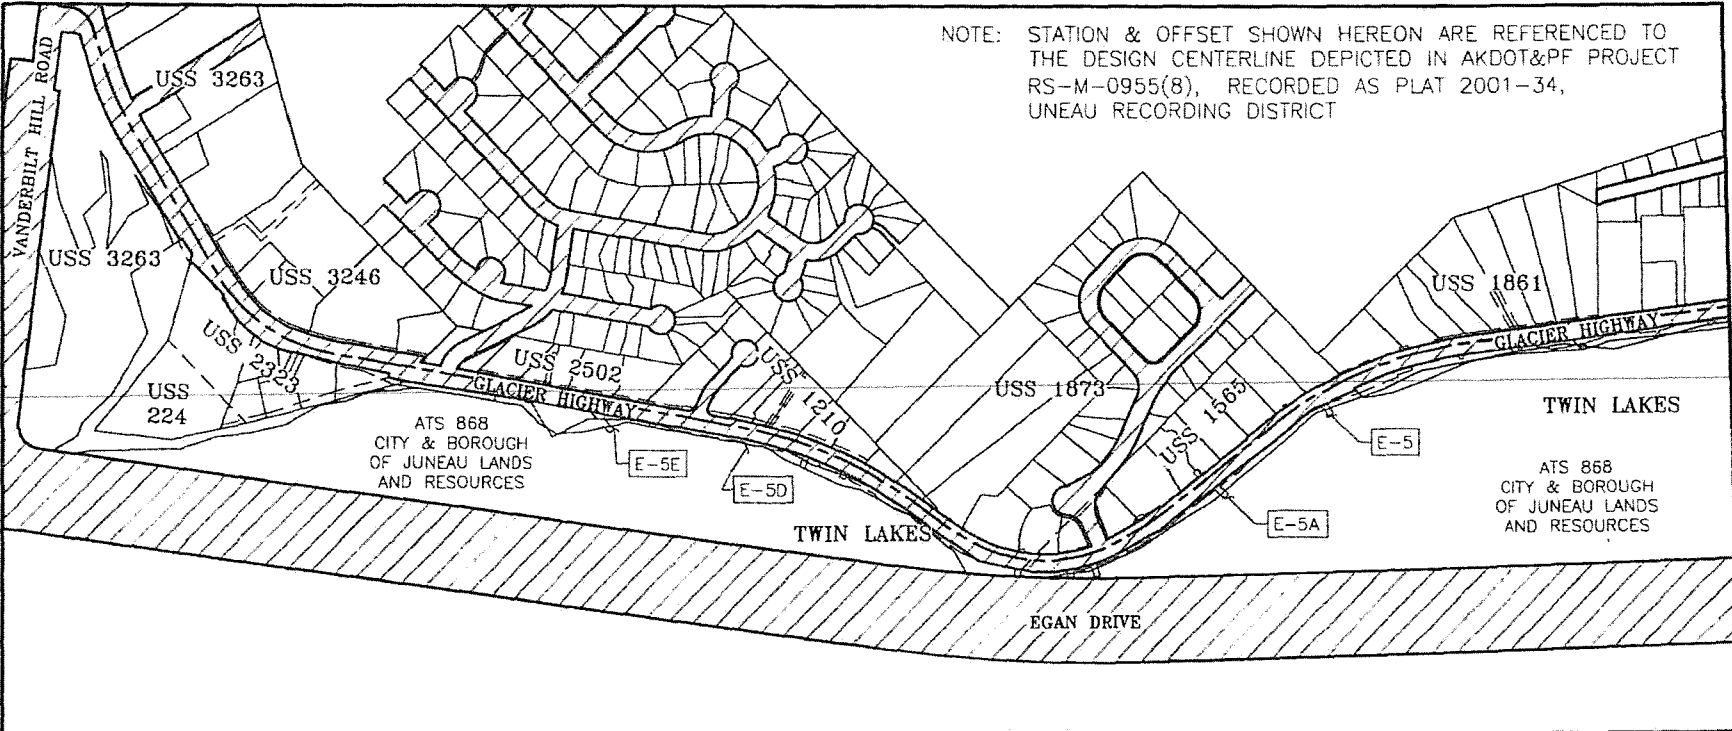 NOTE: STATION & OFFSET SHOWN HEREON ARE REFERENCED TO
THE DESIGN CENTERLINE DEPICTED IN AKDOT&PF PROJECT
RS-M-0955(8), RECORDED AS PLAT 2001-34,
UNEAU RECORDING DISTRICT
VANDERBILT HILL ROAD
USS 3263
USS 3263
USS 3246
USS 2323
USS
224
USS 2502
GLACIER HIGHWAY
USS 1210
USS 1873
USS 1565
USS 1861
GLACIER HIGHWAY
TWIN LAKES
ATS 868
CITY & BOROUGH
OF JUNEAU LANDS
AND RESOURCES
E-5E
E-5D
E-5
E-5A
ATS 868
CITY & BOROUGH
OF JUNEAU LANDS
AND RESOURCES
TWIN LAKES
EGAN DRIVE